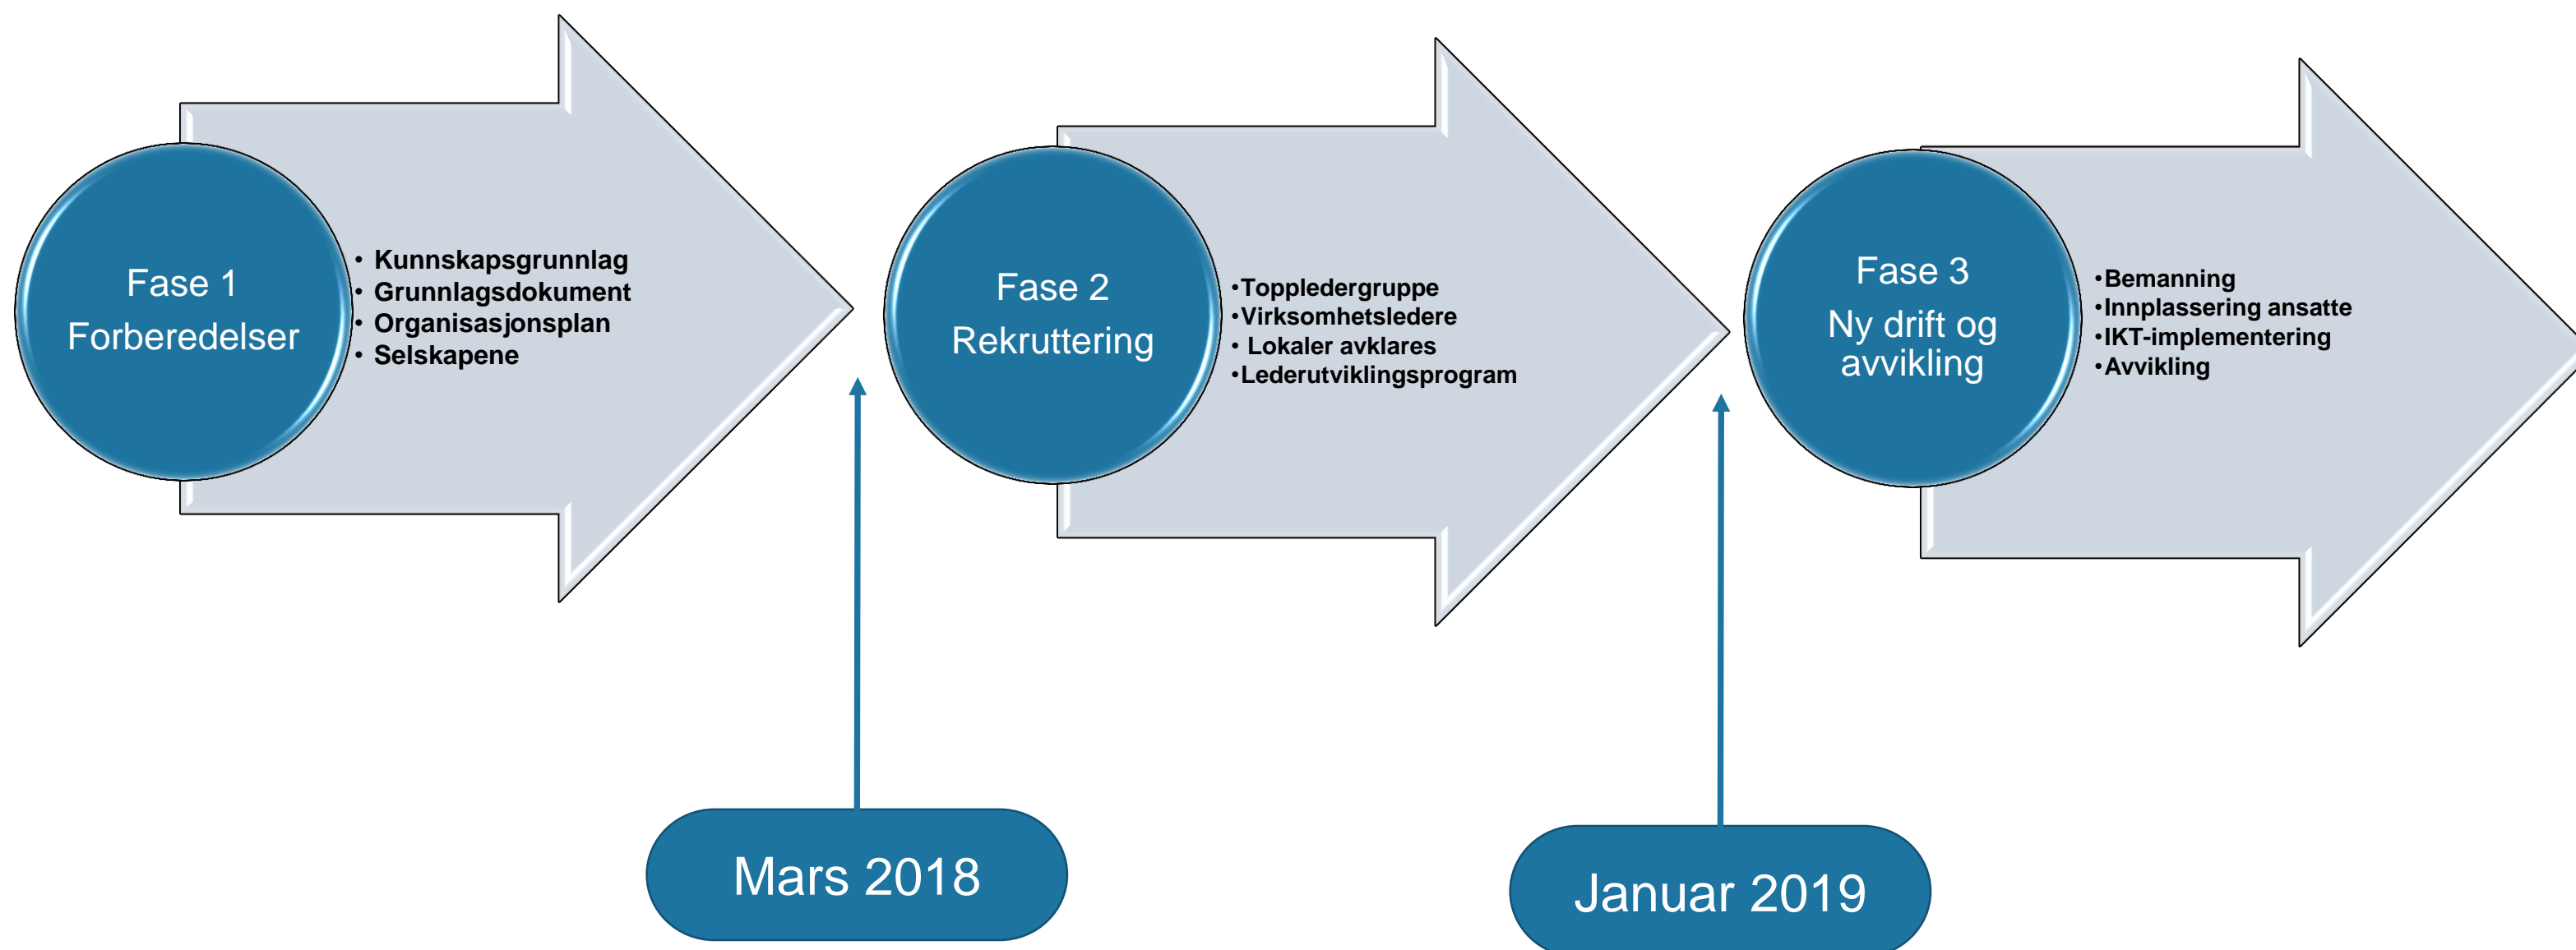 Fase 1
Forberedelser
• Kunnskapsgrunnlag
• Grunnlagsdokument
• Organisasjonsplan
• Selskapene
Fase 2
Rekruttering
•Toppledergruppe
•Virksomhetsledere
• Lokaler avklares
•Lederutviklingsprogram
Fase 3
Ny drift og
avvikling
•Bemanning
•Innplassering ansatte
•IKT-implementering
•Avvikling
Mars 2018
Januar 2019